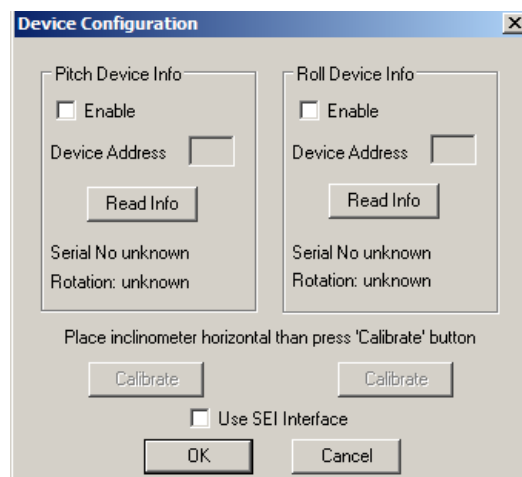 Device Configuration
Pitch Device Info
Enable
Device Address
Read Info
Serial No unknown
Rotation: unknown
Roll Device Info
Enable
Device Address
Read Info
Serial No unknown
Rotation: unknown
Place inclinometer horizontal than press 'Calibrate' button
Calibrate
Calibrate
Use SEI Interface
OK
Cancel